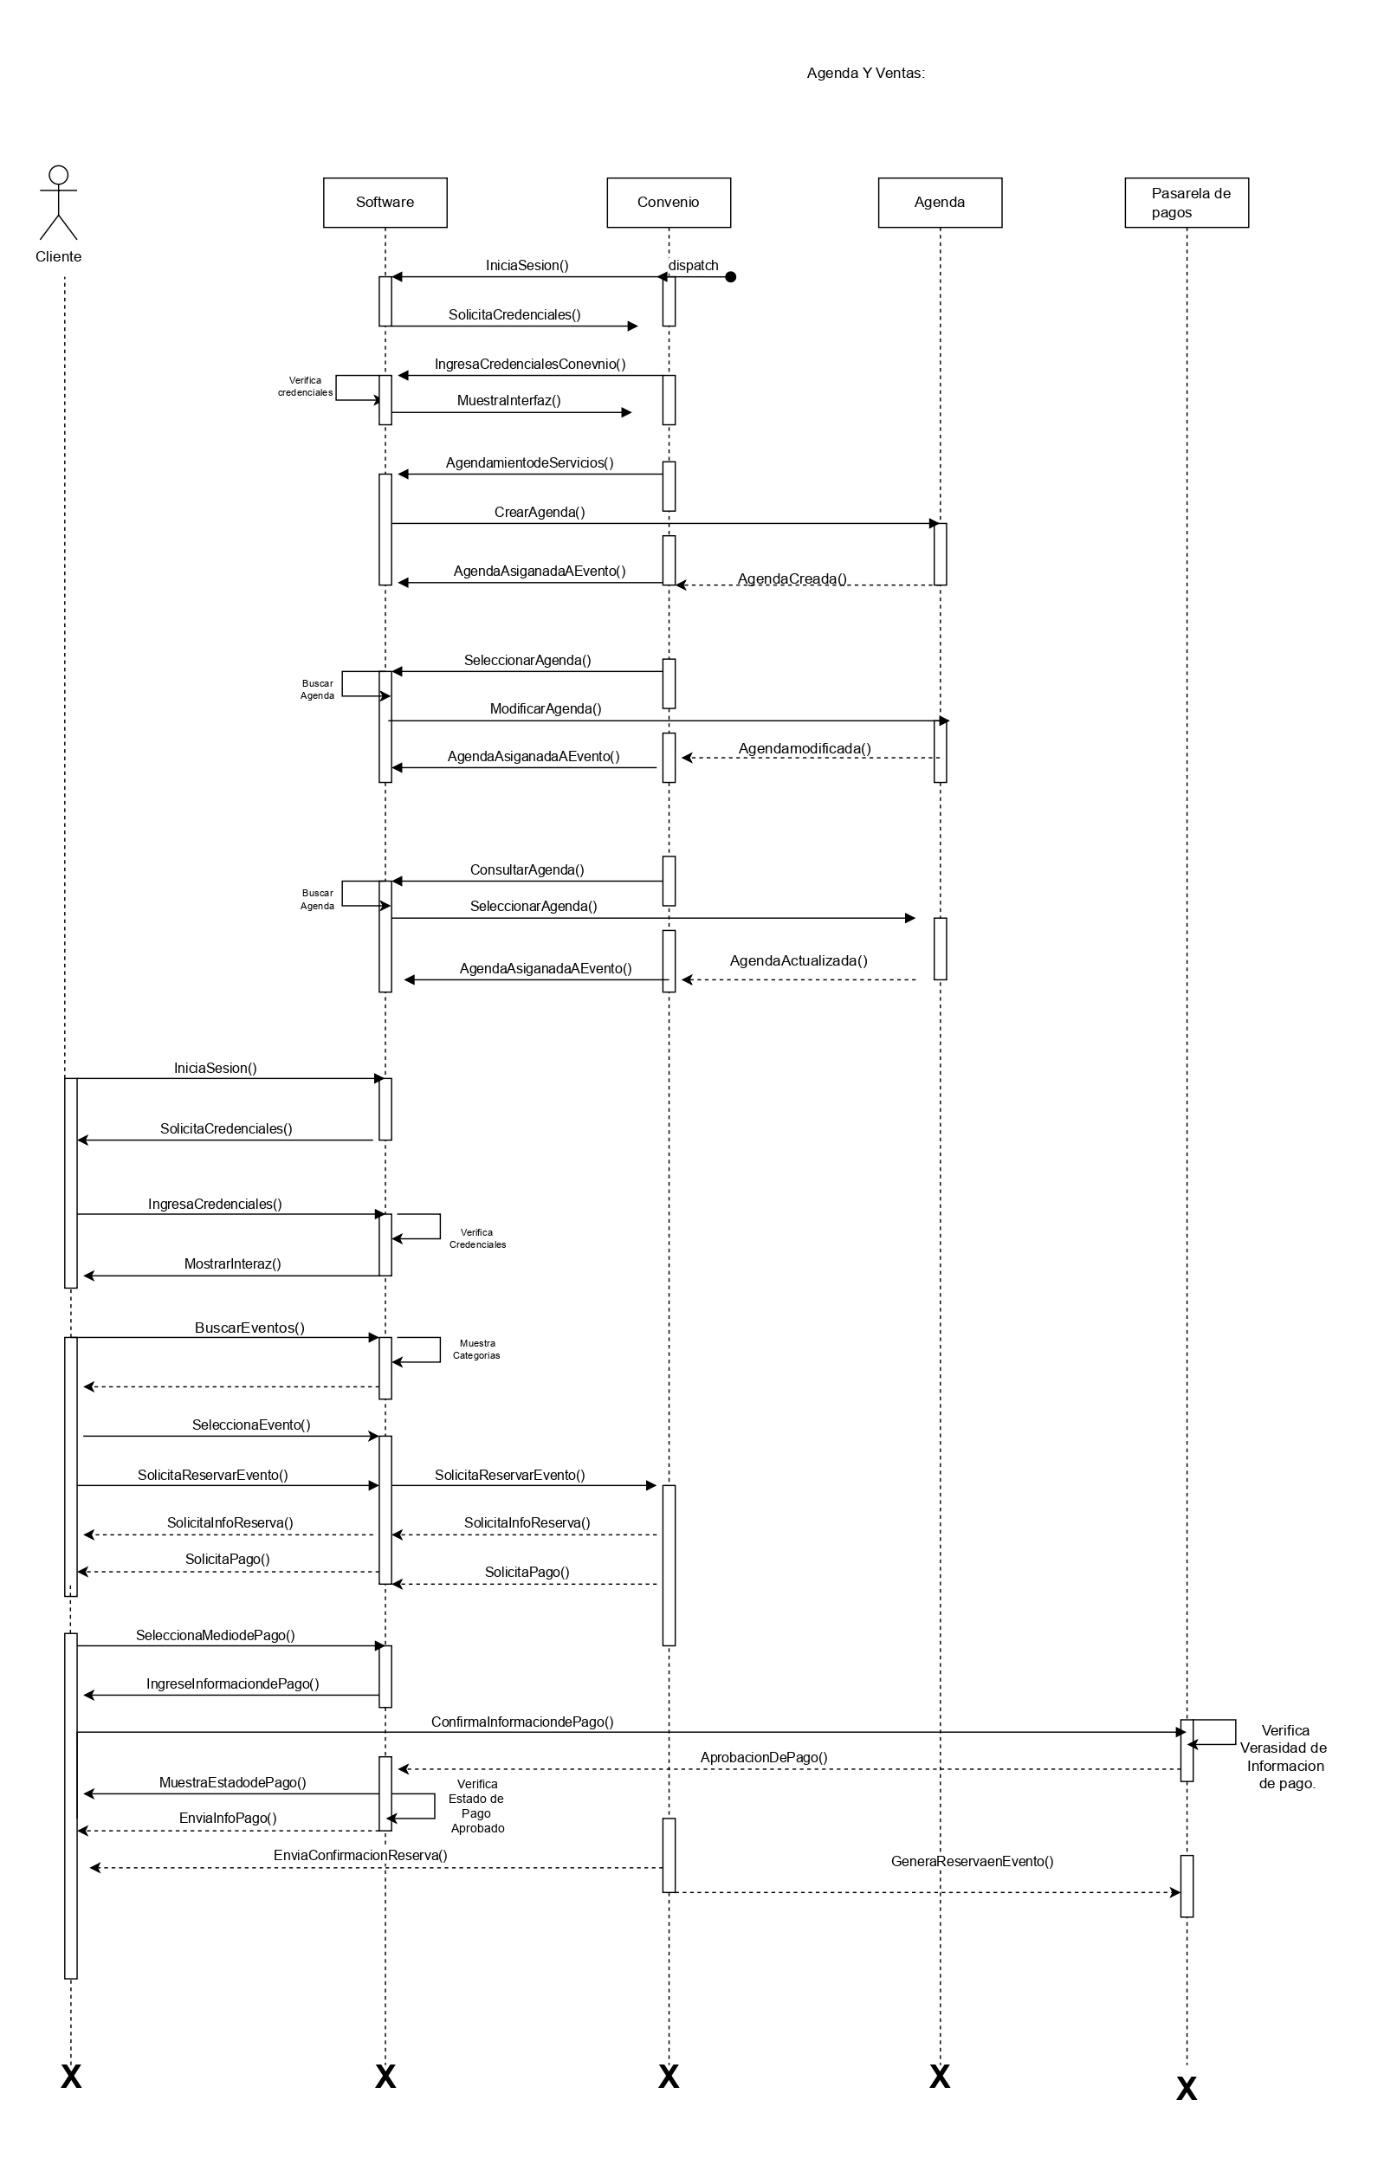 Agenda Y Ventas:
Cliente
Software
Convenio
Agenda
Pasarela de
pagos
IniciaSesion()
dispatch
SolicitaCredenciales()
IngresaCredencialesConevnio()
Verifica
credenciales
MuestraInterfaz()
AgendamientodeServicios()
CrearAgenda()
AgendaAsiganadaAEvento()
AgendaCreada()
SeleccionarAgenda()
Buscar
Agenda
ModificarAgenda()
AgendaAsiganadaAEvento()
Agendamodificada()
ConsultarAgenda()
Buscar
Agenda
SeleccionarAgenda()
AgendaAsiganadaAEvento()
AgendaActualizada()
IniciaSesion()
SolicitaCredenciales()
IngresaCredenciales()
Verifica
Credenciales
MostrarInteraz()
BuscarEventos()
Muestra
Categorias
SeleccionaEvento()
SolicitaReservarEvento()
SolicitaReservarEvento()
SolicitaInfoReserva()
SolicitaInfoReserva()
SolicitaPago()
SolicitaPago()
SeleccionaMediodePago()
IngreseInformaciondePago()
ConfirmaInformaciondePago()
Verifica
Verasidad de
Informacion
de pago.
AprobacionDePago()
MuestraEstadodePago()
Verifica
Estado de
Pago
Aprobado
EnviaInfoPago()
EnviaConfirmacionReserva()
GeneraReservaenEvento()
X
X
X
X
X